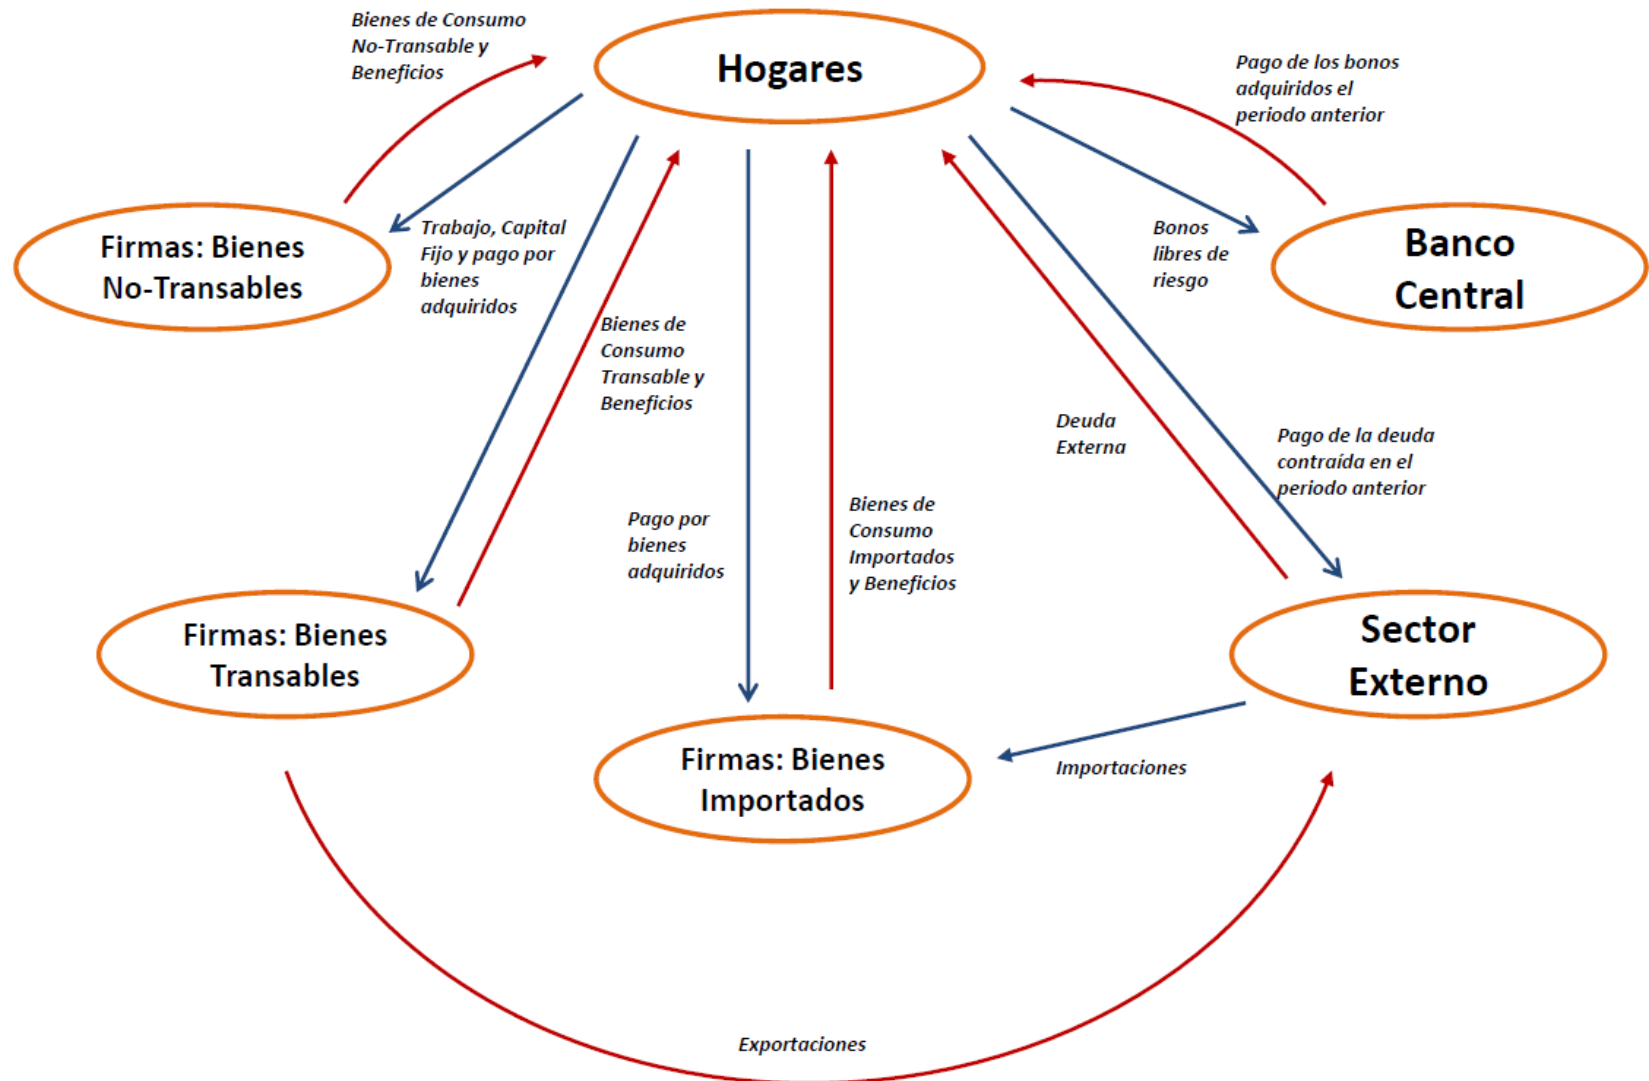 Bienes de Consumo
No-Transable y
Beneficios
Hogares
Pago de los bonos
adquiridos el
periodo anterior
Firmas: Bienes
No-Transables
Trabajo, Capital
Fijo y pago por
bienes
adquiridos
Bonos
libres de
riesgo
Banco
Central
Bienes de
Consumo
Transable y
Beneficios
Deuda
Externa
Pago de la deuda
contraída en el
periodo anterior
Pago por
bienes
adquiridos
Bienes de
Consumo
Importados
y Beneficios
Firmas: Bienes
Transables
Sector
Externo
Firmas: Bienes
Importados
Importaciones
Exportaciones